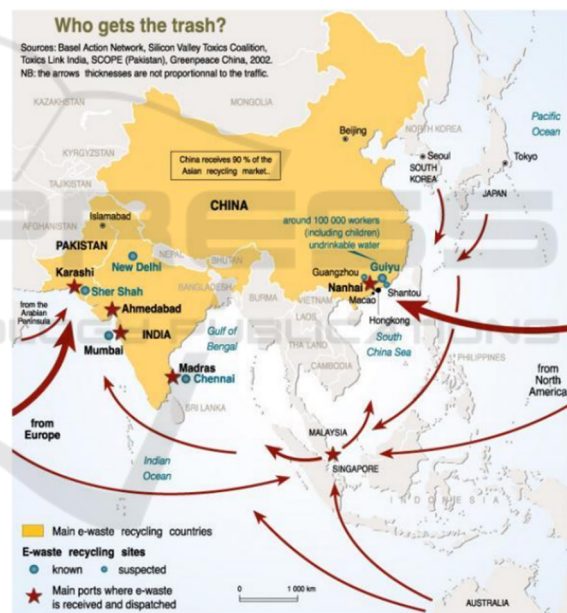 Who gets the trash?
Sources: Basel Action Network, Silicon Valley Toxics Coalition,
Toxics Link India, SCOPE (Pakistan), Greenpeace China, 2002.
NB: the arrows thicknesses are not proportionnal to the traffic.
KAZAKHSTAN
MONGOLIA
Pacific
Ocean
Beijing
NORTH KOREA
KYRGYZSTAN
Seoul
SOUTH
KOREA
Tokyo
TAJIKISTAN
China receives 90 % of the
Asian recycling market..
JAPAN
AFGHANISTAN
Islamabad
CHINA
around 100 000 workers
(including children)
undrinkable water
PAKISTAN
NEPAL
BHUTAN
New Delhi
Guiyu
Karashi
Guangzhou
Sher Shah
BANGLADESH
Nanhai
Shantou
from the
Arabian
Peninsula
Ahmedabad
BURMA
VIETNAM
Macao
LAOS
Hongkong
INDIA
Gulf of
Bengal
THAILAND
South
China Sea
Mumbai
Madras
Chennai
CAMBODIA
PHILIPPINES
from
North
America
SRI LANKA
from
Europe
MALAYSIA
Indian
Ocean
SINGAPORE
INDONESIA
Main e-waste recycling countries
E-waste recycling sites
known suspected
Main ports where e-waste
is received and dispatched
0 1 000 km
AUSTRALIA